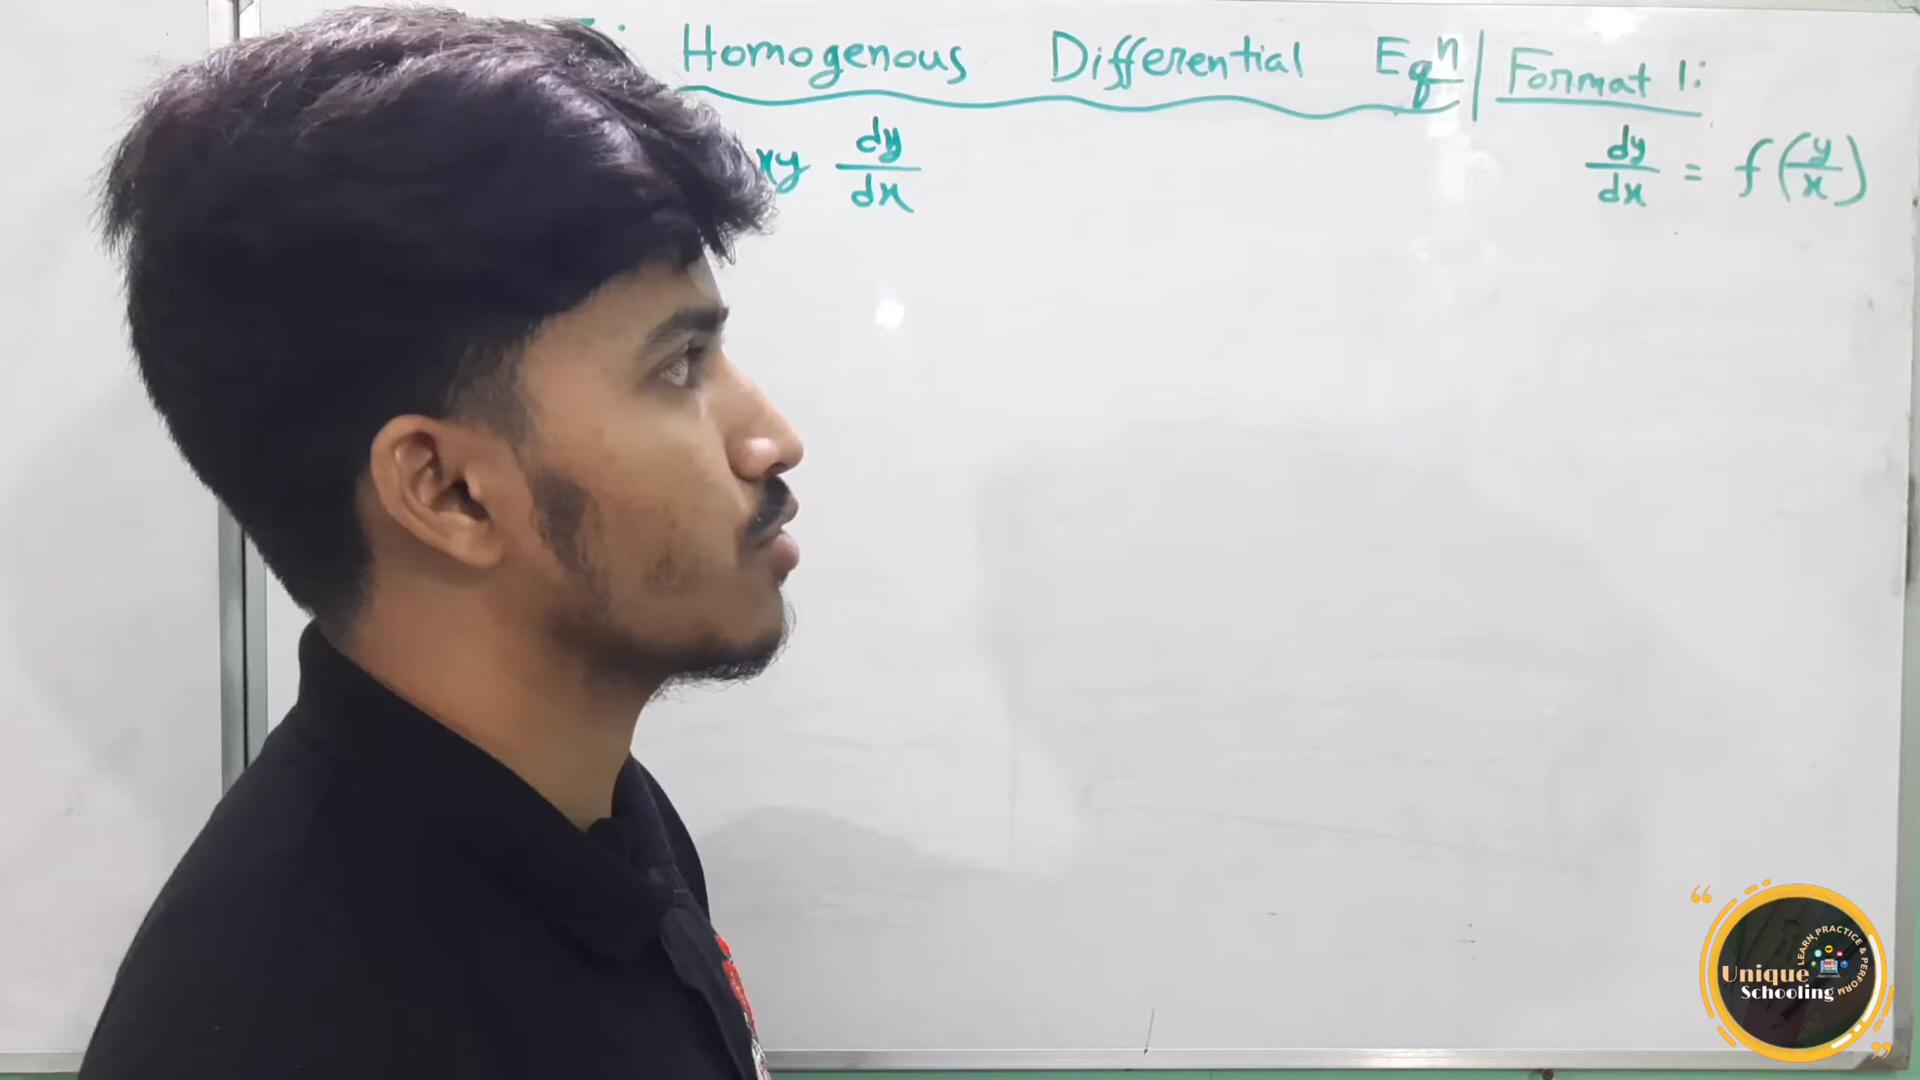 Homogenous Differential Eqn | Format 1:
xy dy/dx
dy/dx = f(y/x)
“
LEARN, PRACTICE & PERFORM
Unique
Schooling
”